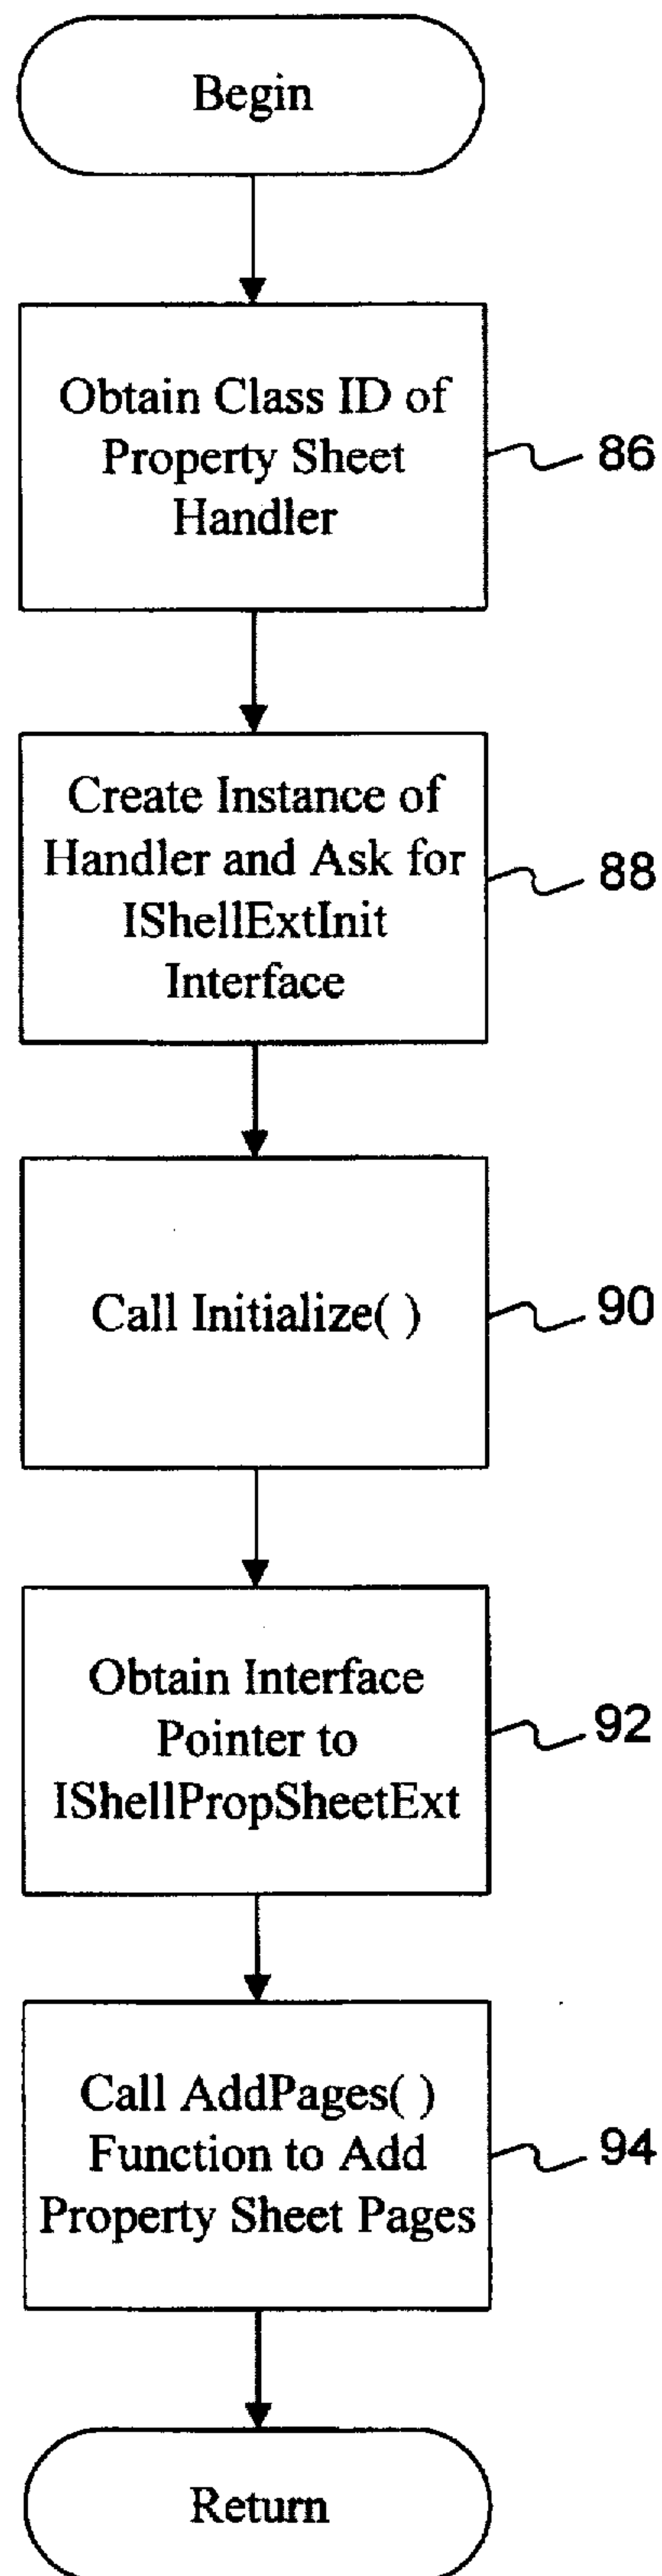 Begin
Obtain Class ID of
Property Sheet
Handler
86
Create Instance of
Handler and Ask for
IShellExtInit
Interface
88
Call Initialize( )
90
Obtain Interface
Pointer to
IShellPropSheetExt
92
Call AddPages( )
Function to Add
Property Sheet Pages
94
Return